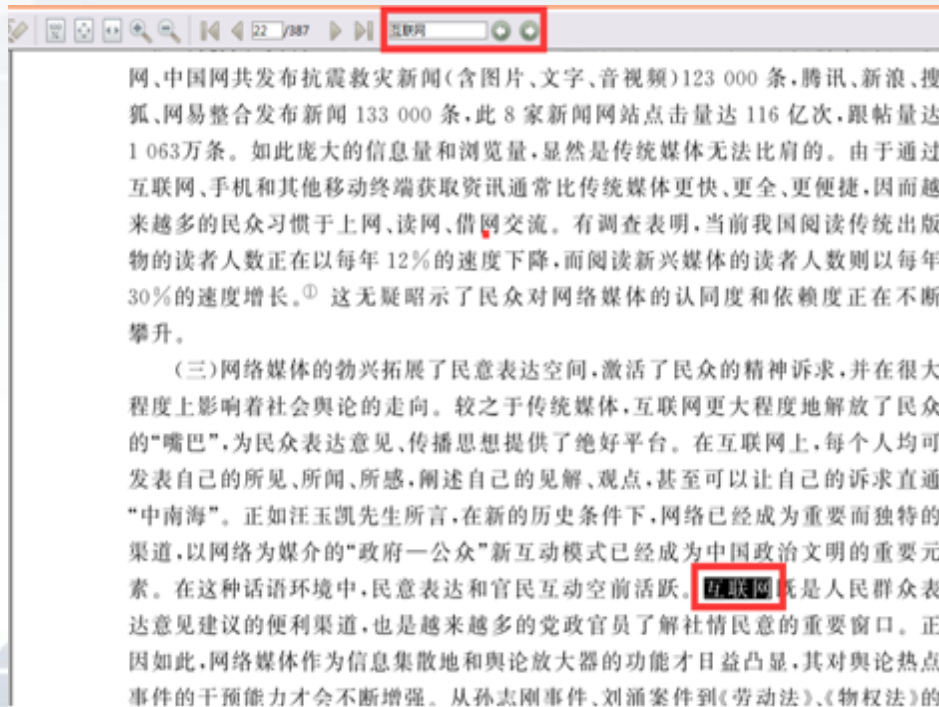 22 /387 互联网
网、中国网共发布抗震救灾新闻(含图片、文字、音视频)123 000 条,腾讯、新浪、搜
狐、网易整合发布新闻 133 000 条,此 8 家新闻网站点击量达 116 亿次,跟帖量达
1 063万条。如此庞大的信息量和浏览量,显然是传统媒体无法比肩的。由于通过
互联网、手机和其他移动终端获取资讯通常比传统媒体更快、更全、更便捷,因而越
来越多的民众习惯于上网、读网、借网交流。有调查表明,当前我国阅读传统出版
物的读者人数正在以每年 12%的速度下降,而阅读新兴媒体的读者人数则以每年
30%的速度增长。① 这无疑昭示了民众对网络媒体的认同度和依赖度正在不断
攀升。
(三)网络媒体的勃兴拓展了民意表达空间,激活了民众的精神诉求,并在很大
程度上影响着社会舆论的走向。较之于传统媒体,互联网更大程度地解放了民众
的“嘴巴”,为民众表达意见、传播思想提供了绝好平台。在互联网上,每个人均可
发表自己的所见、所闻、所感,阐述自己的见解、观点,甚至可以让自己的诉求直通
“中南海”。正如汪玉凯先生所言,在新的历史条件下,网络已经成为重要而独特的
渠道,以网络为媒介的“政府—公众”新互动模式已经成为中国政治文明的重要元
素。在这种话语环境中,民意表达和官民互动空前活跃。互联网既是人民群众表
达意见建议的便利渠道,也是越来越多的党政官员了解社情民意的重要窗口。正
因如此,网络媒体作为信息集散地和舆论放大器的功能才日益凸显,其对舆论热点
事件的干预能力才会不断增强。从孙志刚事件、刘涌案件到《劳动法》、《物权法》的